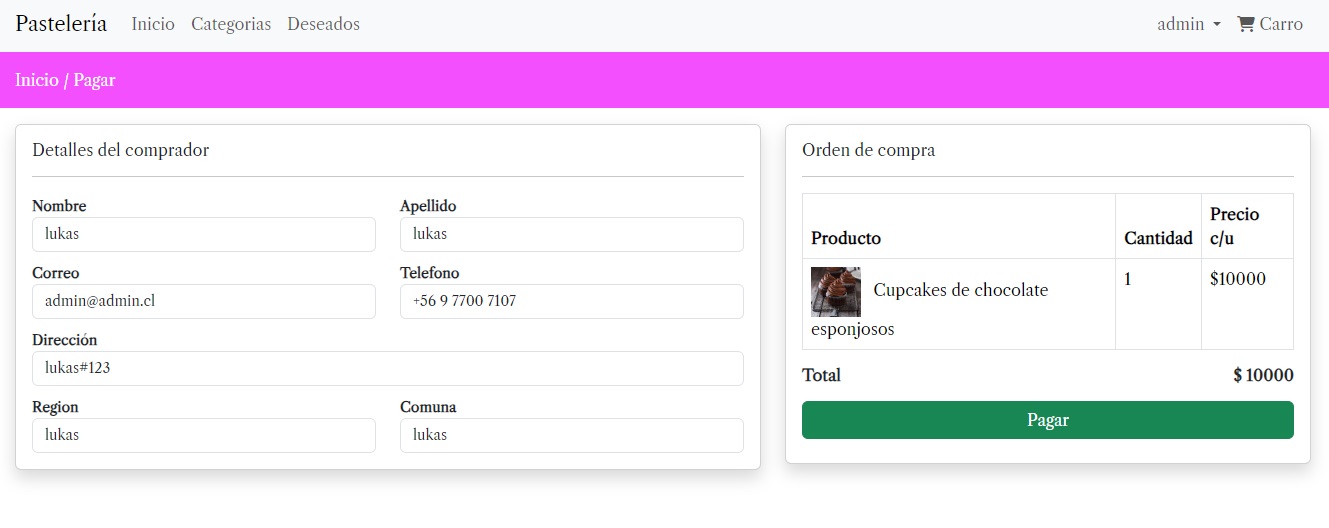 Pastelería Inicio Categorias Deseados admin Carro
Inicio / Pagar
Detalles del comprador
Nombre Apellido
lukas lukas
Correo Telefono
admin@admin.cl +56 9 7700 7107
Dirección
lukas#123
Region Comuna
lukas lukas
Orden de compra
Producto Cantidad Precio c/u
Cupcakes de chocolate 1 $10000
esponjosos
Total $ 10000
Pagar